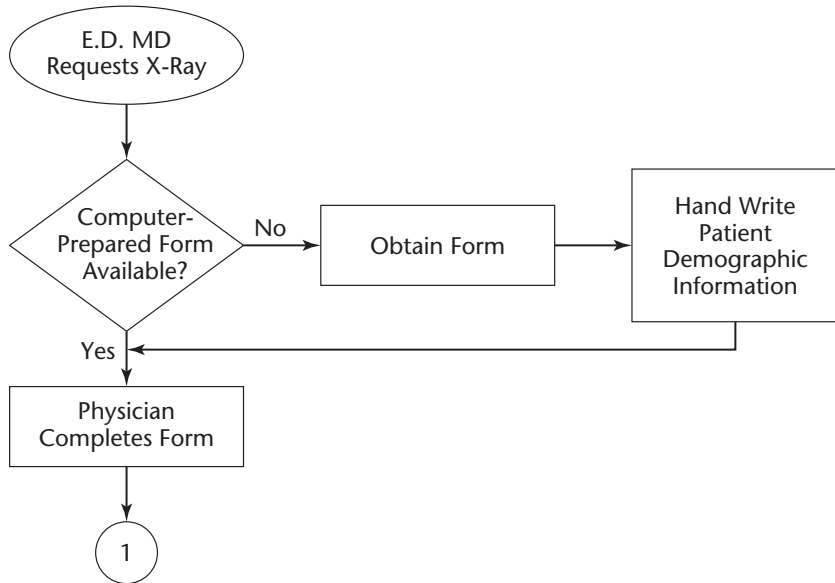 E.D. MD
Requests X-Ray
Computer-
Prepared Form
Available?
No
Obtain Form
Hand Write
Patient
Demographic
Information
Yes
Physician
Completes Form
1